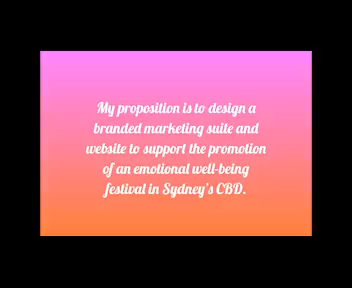 My proposition is to design a
branded marketing suite and
website to support the promotion
of an emotional well-being
festival in Sydney's CBD.